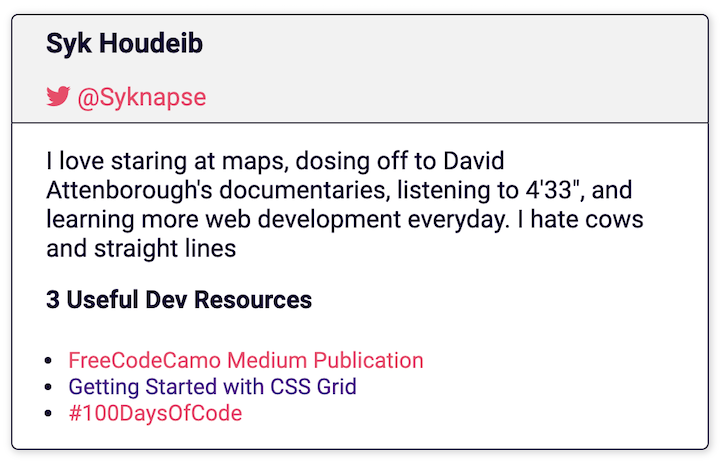 Syk Houdeib
@Syknapse
I love staring at maps, dosing off to David
Attenborough's documentaries, listening to 4'33", and
learning more web development everyday. I hate cows
and straight lines
3 Useful Dev Resources
FreeCodeCamo Medium Publication
Getting Started with CSS Grid
#100DaysOfCode